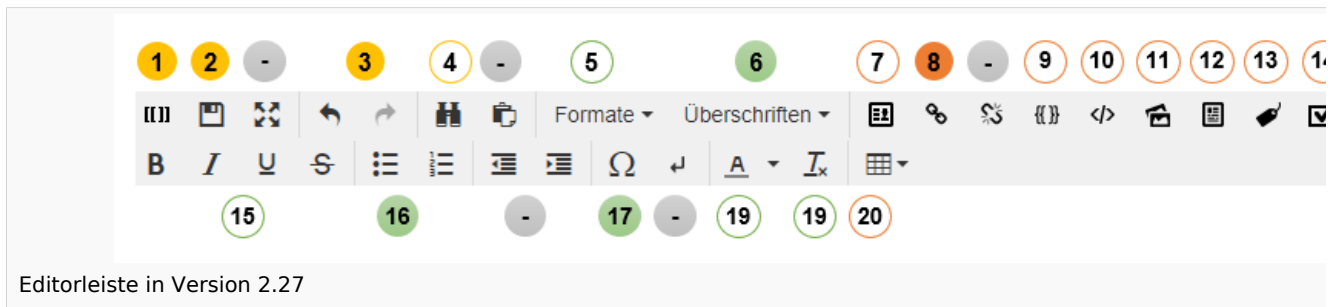 1 2 - 3 4 - 5 6 7 8 - 9 10 11 12 13 14
[[ ]] Formate Überschriften {{ }} </>
B I U S Ω A Tx
15 16 - 17 - 19 19 20
Editorleiste in Version 2.27